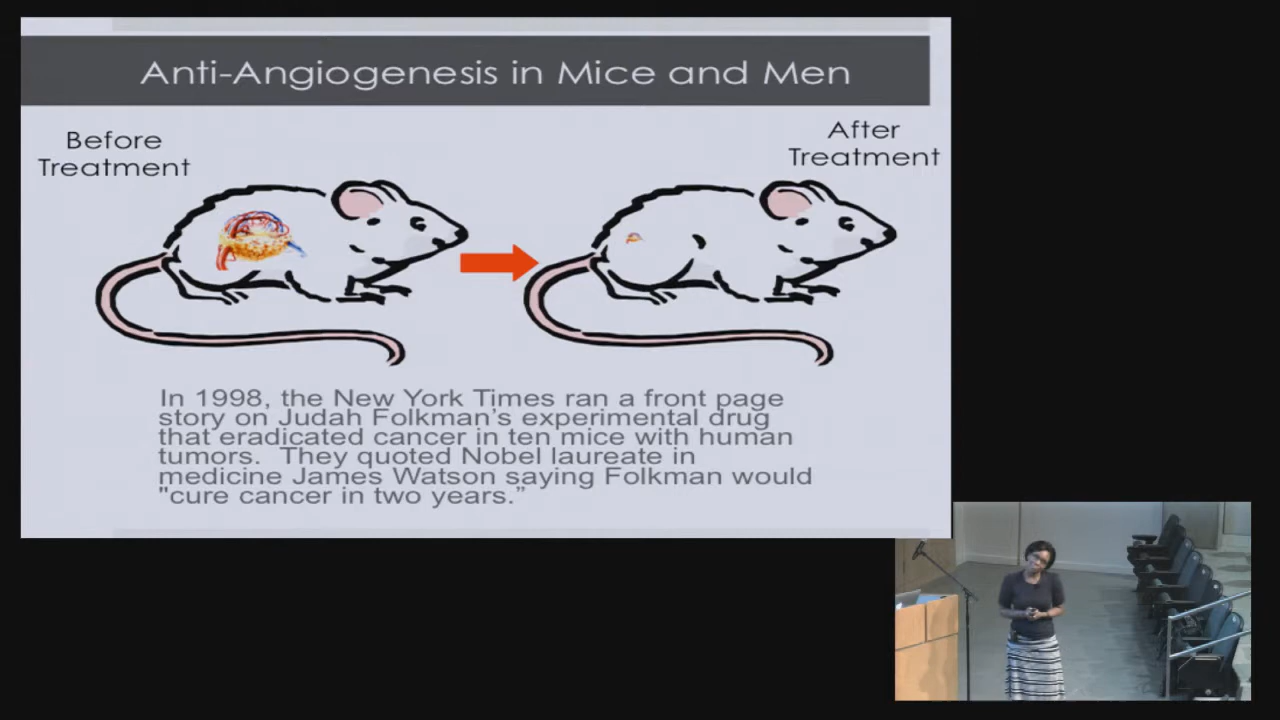 Anti-Angiogenesis in Mice and Men
Before
Treatment
After
Treatment
In 1998, the New York Times ran a front page
story on Judah Folkman's experimental drug
that eradicated cancer in ten mice with human
tumors.  They quoted Nobel laureate in
medicine James Watson saying Folkman would
"cure cancer in two years.”